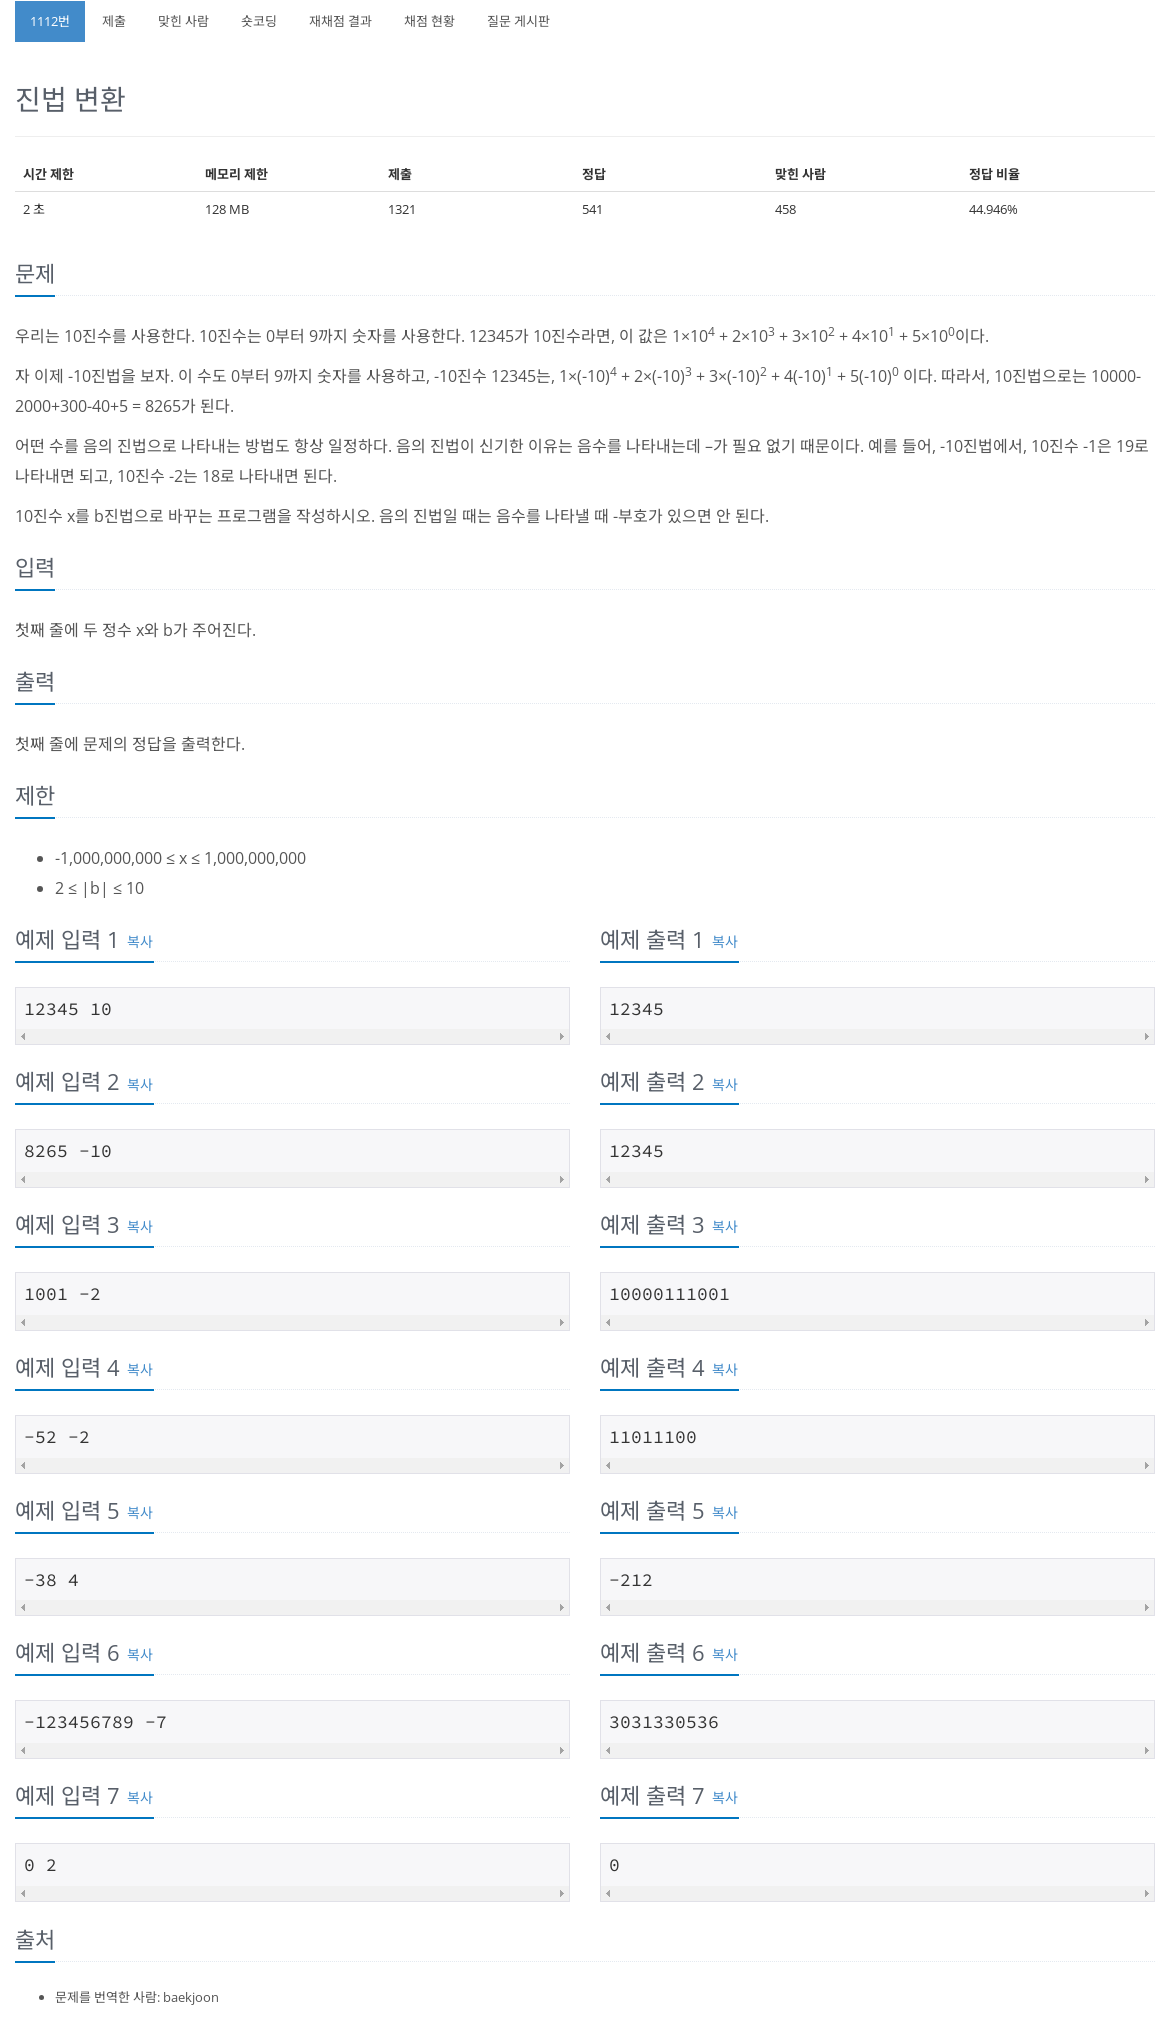 1112번 제출 맞힌 사람 숏코딩 재채점 결과 채점 현황 질문 게시판
진법 변환
시간 제한 메모리 제한 제출 정답 맞힌 사람 정답 비율
2 초 128 MB 1321 541 458 44.946%
문제
우리는 10진수를 사용한다. 10진수는 0부터 9까지 숫자를 사용한다. 12345가 10진수라면, 이 값은 1×10⁴ + 2×10³ + 3×10² + 4×10¹ + 5×10⁰이다.
자 이제 -10진법을 보자. 이 수도 0부터 9까지 숫자를 사용하고, -10진수 12345는, 1×(-10)⁴ + 2×(-10)³ + 3×(-10)² + 4(-10)¹ + 5(-10)⁰ 이다. 따라서, 10진법으로는 10000-
2000+300-40+5 = 8265가 된다.
어떤 수를 음의 진법으로 나타내는 방법도 항상 일정하다. 음의 진법이 신기한 이유는 음수를 나타내는데 –가 필요 없기 때문이다. 예를 들어, -10진법에서, 10진수 -1은 19로
나타내면 되고, 10진수 -2는 18로 나타내면 된다.
10진수 x를 b진법으로 바꾸는 프로그램을 작성하시오. 음의 진법일 때는 음수를 나타낼 때 -부호가 있으면 안 된다.
입력
첫째 줄에 두 정수 x와 b가 주어진다.
출력
첫째 줄에 문제의 정답을 출력한다.
제한
-1,000,000,000 ≤ x ≤ 1,000,000,000
2 ≤ |b| ≤ 10
예제 입력 1 복사
12345 10
예제 출력 1 복사
12345
예제 입력 2 복사
8265 -10
예제 출력 2 복사
12345
예제 입력 3 복사
1001 -2
예제 출력 3 복사
10000111001
예제 입력 4 복사
-52 -2
예제 출력 4 복사
11011100
예제 입력 5 복사
-38 4
예제 출력 5 복사
-212
예제 입력 6 복사
-123456789 -7
예제 출력 6 복사
3031330536
예제 입력 7 복사
0 2
예제 출력 7 복사
0
출처
문제를 번역한 사람: baekjoon